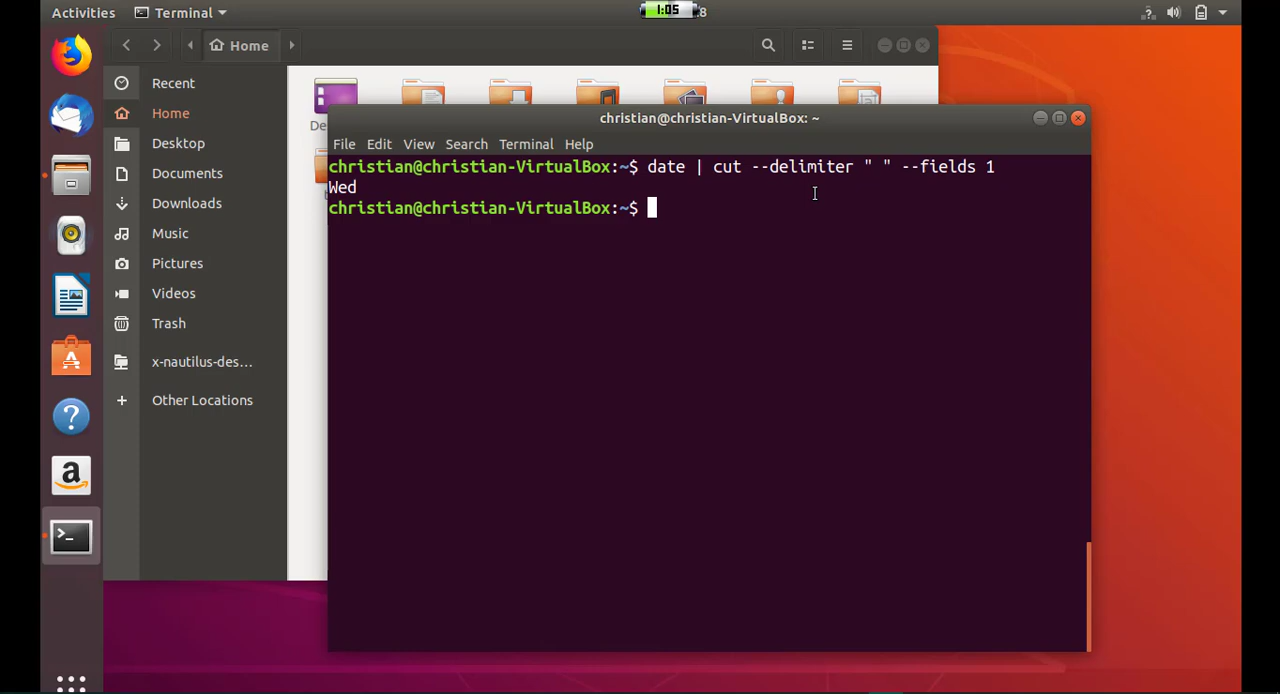 Activities
Terminal
1:05
8
Home
Recent
Home
Desktop
Documents
Downloads
Music
Pictures
Videos
Trash
x-nautilus-des...
Other Locations
De
christian@christian-VirtualBox: ~
File Edit View Search Terminal Help
christian@christian-VirtualBox:~$ date | cut --delimiter " " --fields 1
Wed
christian@christian-VirtualBox:~$